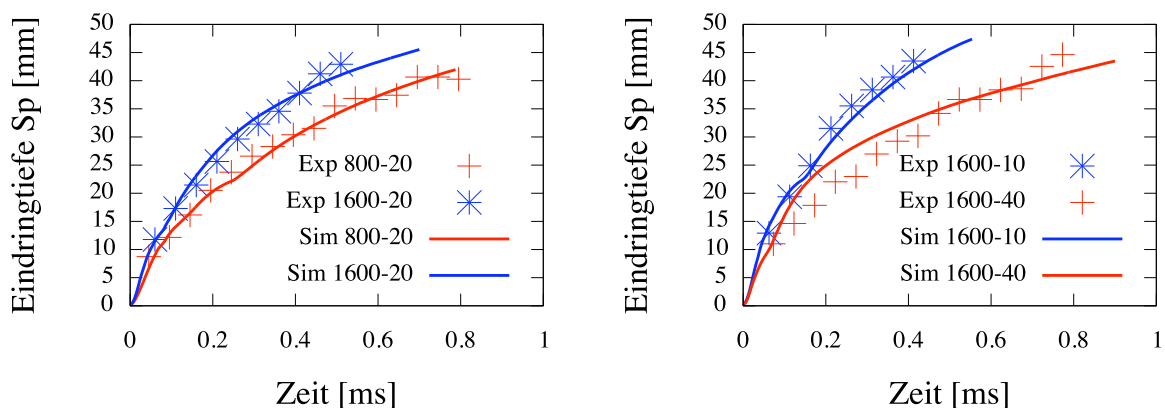 Eindringtiefe Sp [mm]
50
45
40
35
30
25
20
15
10
5
0
Exp 800-20
Exp 1600-20
Sim 800-20
Sim 1600-20
0 0.2 0.4 0.6 0.8 1
Zeit [ms]
Eindringtiefe Sp [mm]
50
45
40
35
30
25
20
15
10
5
0
Exp 1600-10
Exp 1600-40
Sim 1600-10
Sim 1600-40
0 0.2 0.4 0.6 0.8 1
Zeit [ms]